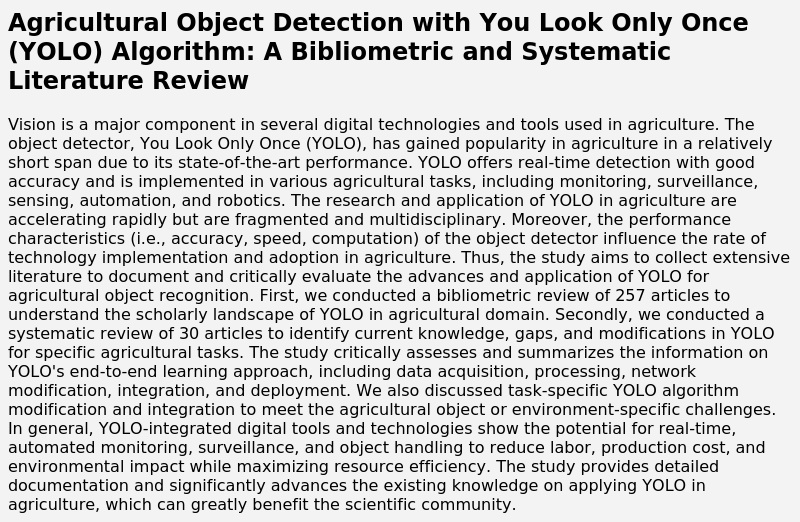 Agricultural Object Detection with You Look Only Once
(YOLO) Algorithm: A Bibliometric and Systematic
Literature Review
Vision is a major component in several digital technologies and tools used in agriculture. The
object detector, You Look Only Once (YOLO), has gained popularity in agriculture in a relatively
short span due to its state-of-the-art performance. YOLO offers real-time detection with good
accuracy and is implemented in various agricultural tasks, including monitoring, surveillance,
sensing, automation, and robotics. The research and application of YOLO in agriculture are
accelerating rapidly but are fragmented and multidisciplinary. Moreover, the performance
characteristics (i.e., accuracy, speed, computation) of the object detector influence the rate of
technology implementation and adoption in agriculture. Thus, the study aims to collect extensive
literature to document and critically evaluate the advances and application of YOLO for
agricultural object recognition. First, we conducted a bibliometric review of 257 articles to
understand the scholarly landscape of YOLO in agricultural domain. Secondly, we conducted a
systematic review of 30 articles to identify current knowledge, gaps, and modifications in YOLO
for specific agricultural tasks. The study critically assesses and summarizes the information on
YOLO's end-to-end learning approach, including data acquisition, processing, network
modification, integration, and deployment. We also discussed task-specific YOLO algorithm
modification and integration to meet the agricultural object or environment-specific challenges.
In general, YOLO-integrated digital tools and technologies show the potential for real-time,
automated monitoring, surveillance, and object handling to reduce labor, production cost, and
environmental impact while maximizing resource efficiency. The study provides detailed
documentation and significantly advances the existing knowledge on applying YOLO in
agriculture, which can greatly benefit the scientific community.